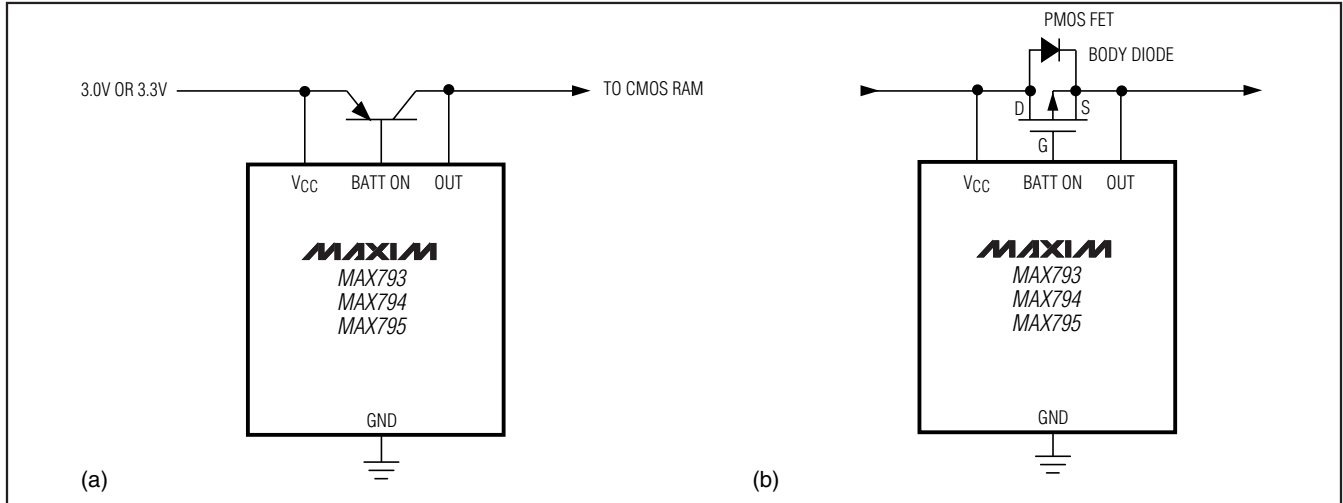 3.0V OR 3.3V
TO CMOS RAM
VCC BATT ON OUT
MAXIM
MAX793
MAX794
MAX795
GND
(a)
PMOS FET
BODY DIODE
D S
G
VCC BATT ON OUT
MAXIM
MAX793
MAX794
MAX795
GND
(b)